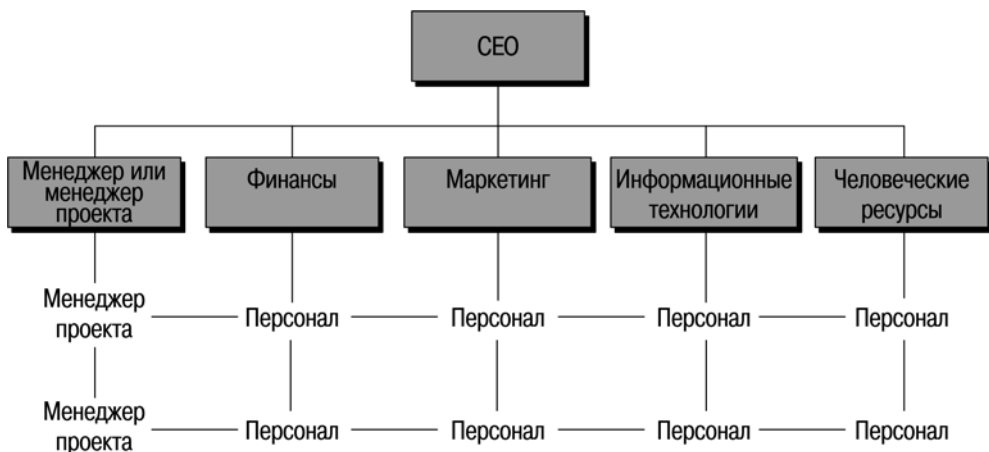 CEO
Менеджер или
менеджер
проекта
Финансы
Маркетинг
Информационные
технологии
Человеческие
ресурсы
Менеджер
проекта
Персонал
Персонал
Персонал
Персонал
Менеджер
проекта
Персонал
Персонал
Персонал
Персонал